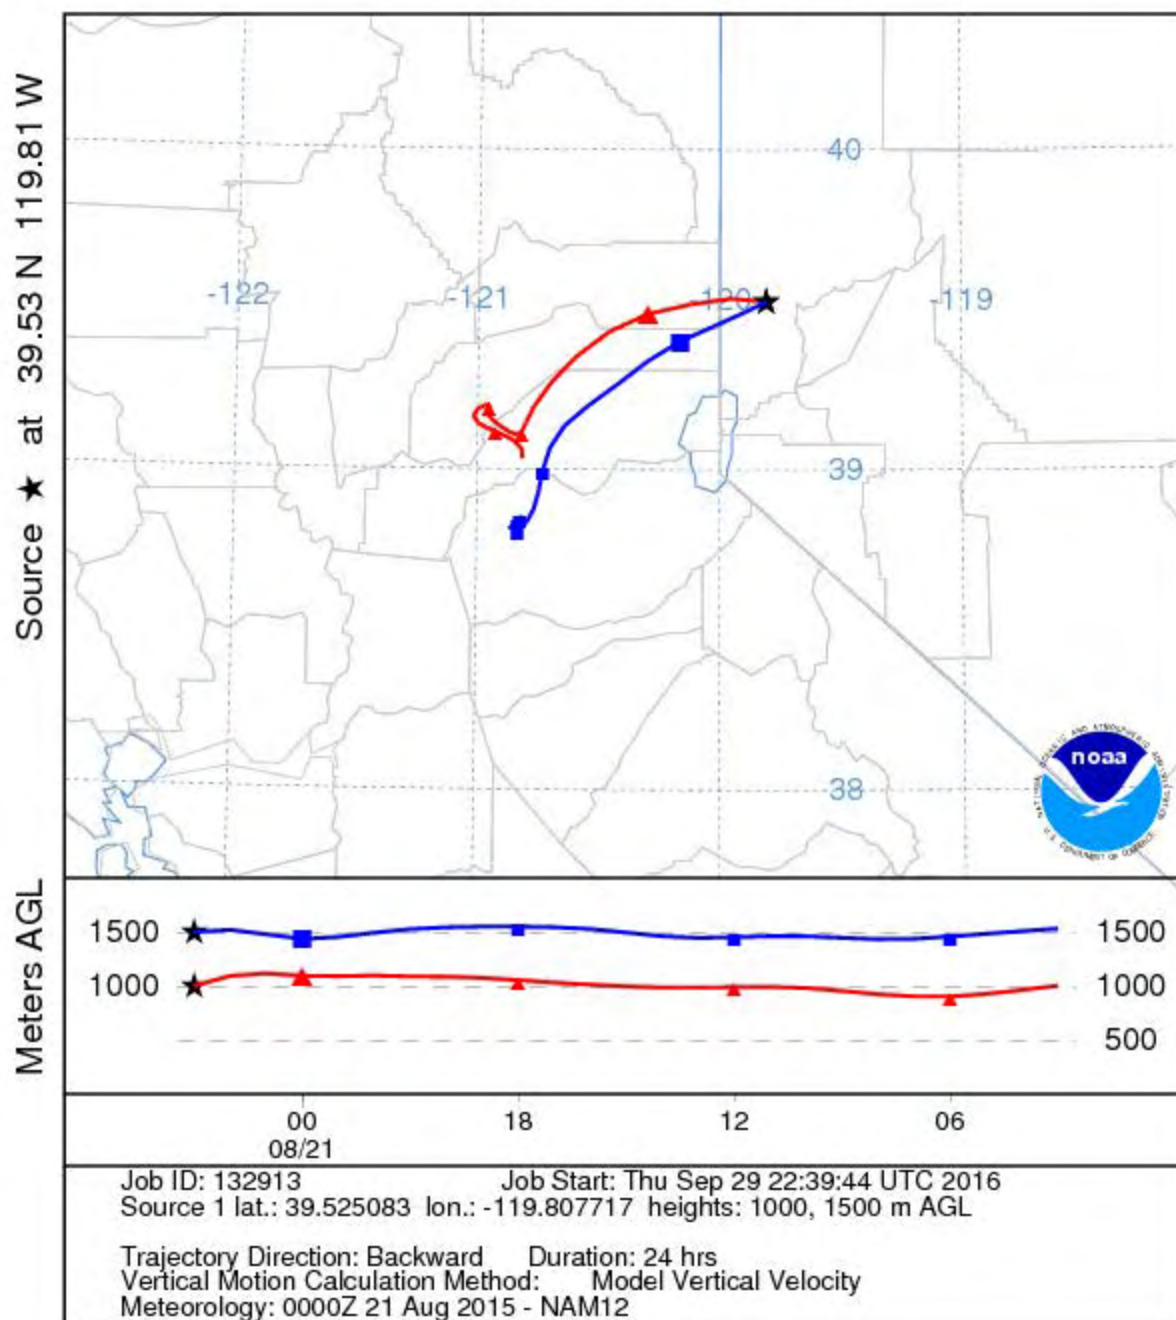 Source ★ at 39.53 N 119.81 W
40
-122
-121
-120
-119
39
38
noaa
Meters AGL
1500
1500
1000
1000
500
00
18
12
06
08/21
Job ID: 132913 Job Start: Thu Sep 29 22:39:44 UTC 2016
Source 1 lat.: 39.525083 lon.: -119.807717 heights: 1000, 1500 m AGL
Trajectory Direction: Backward Duration: 24 hrs
Vertical Motion Calculation Method: Model Vertical Velocity
Meteorology: 0000Z 21 Aug 2015 - NAM12